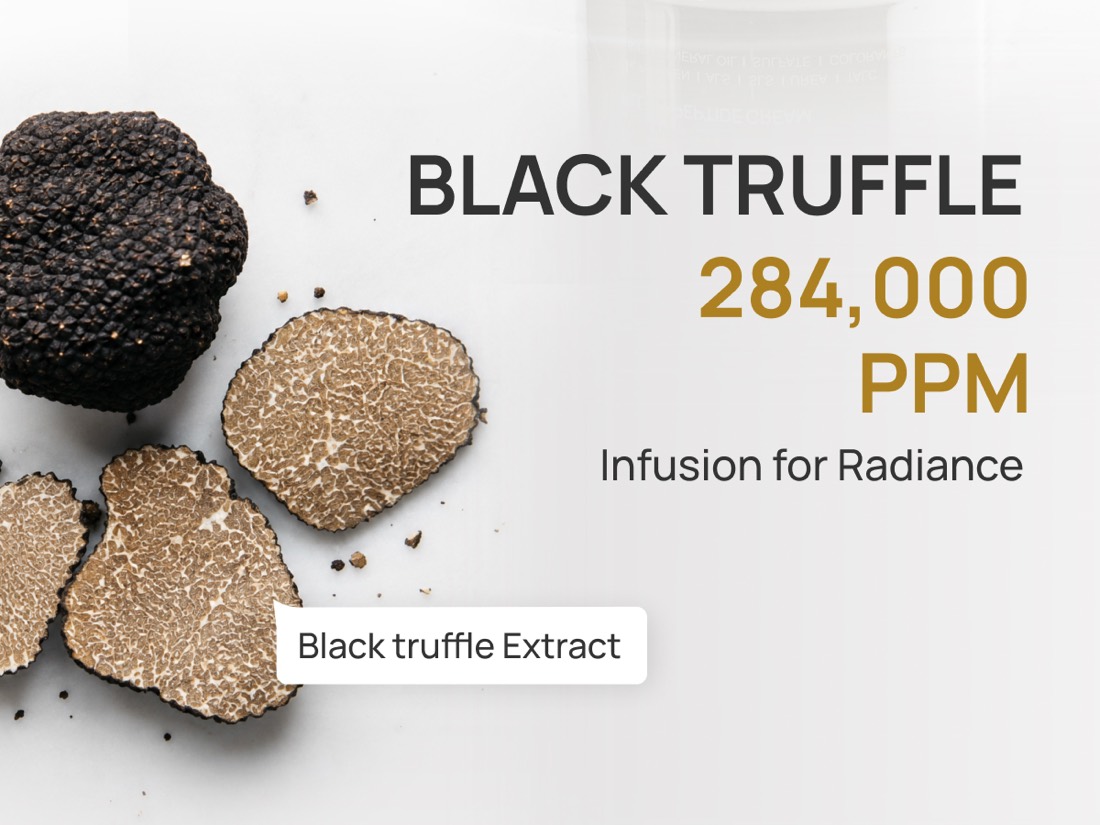 BLACK TRUFFLE
284,000
PPM
Infusion for Radiance
Black truffle Extract